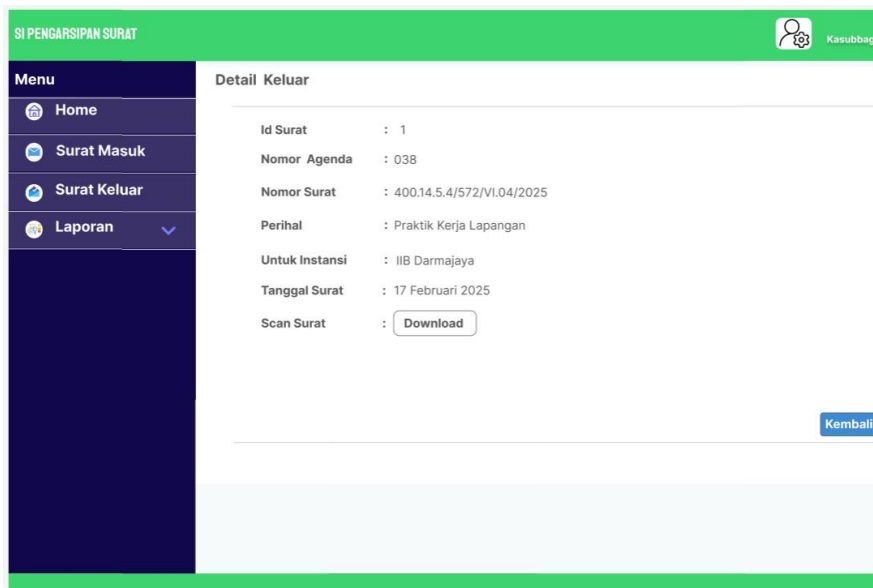 SI PENGARSIPAN SURAT
Kasubbag
Menu
Home
Surat Masuk
Surat Keluar
Laporan
Detail Keluar
Id Surat : 1
Nomor Agenda : 038
Nomor Surat : 400.14.5.4/572/VI.04/2025
Perihal : Praktik Kerja Lapangan
Untuk Instansi : IIB Darmajaya
Tanggal Surat : 17 Februari 2025
Scan Surat : Download
Kembali